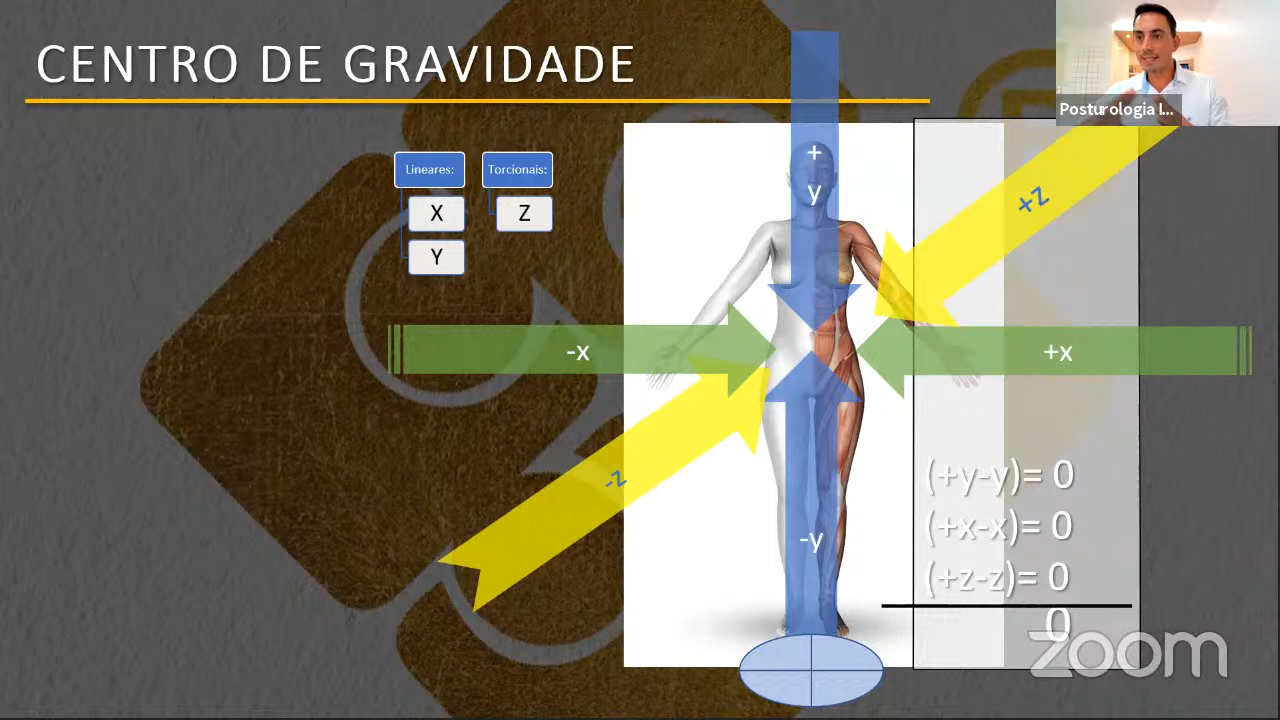 CENTRO DE GRAVIDADE
Posturologia I...
Lineares:
Torcionais:
X
Z
Y
+
y
+z
-x
+x
-z
-y
(+y-y)= 0
(+x-x)= 0
(+z-z)= 0
0
zoom